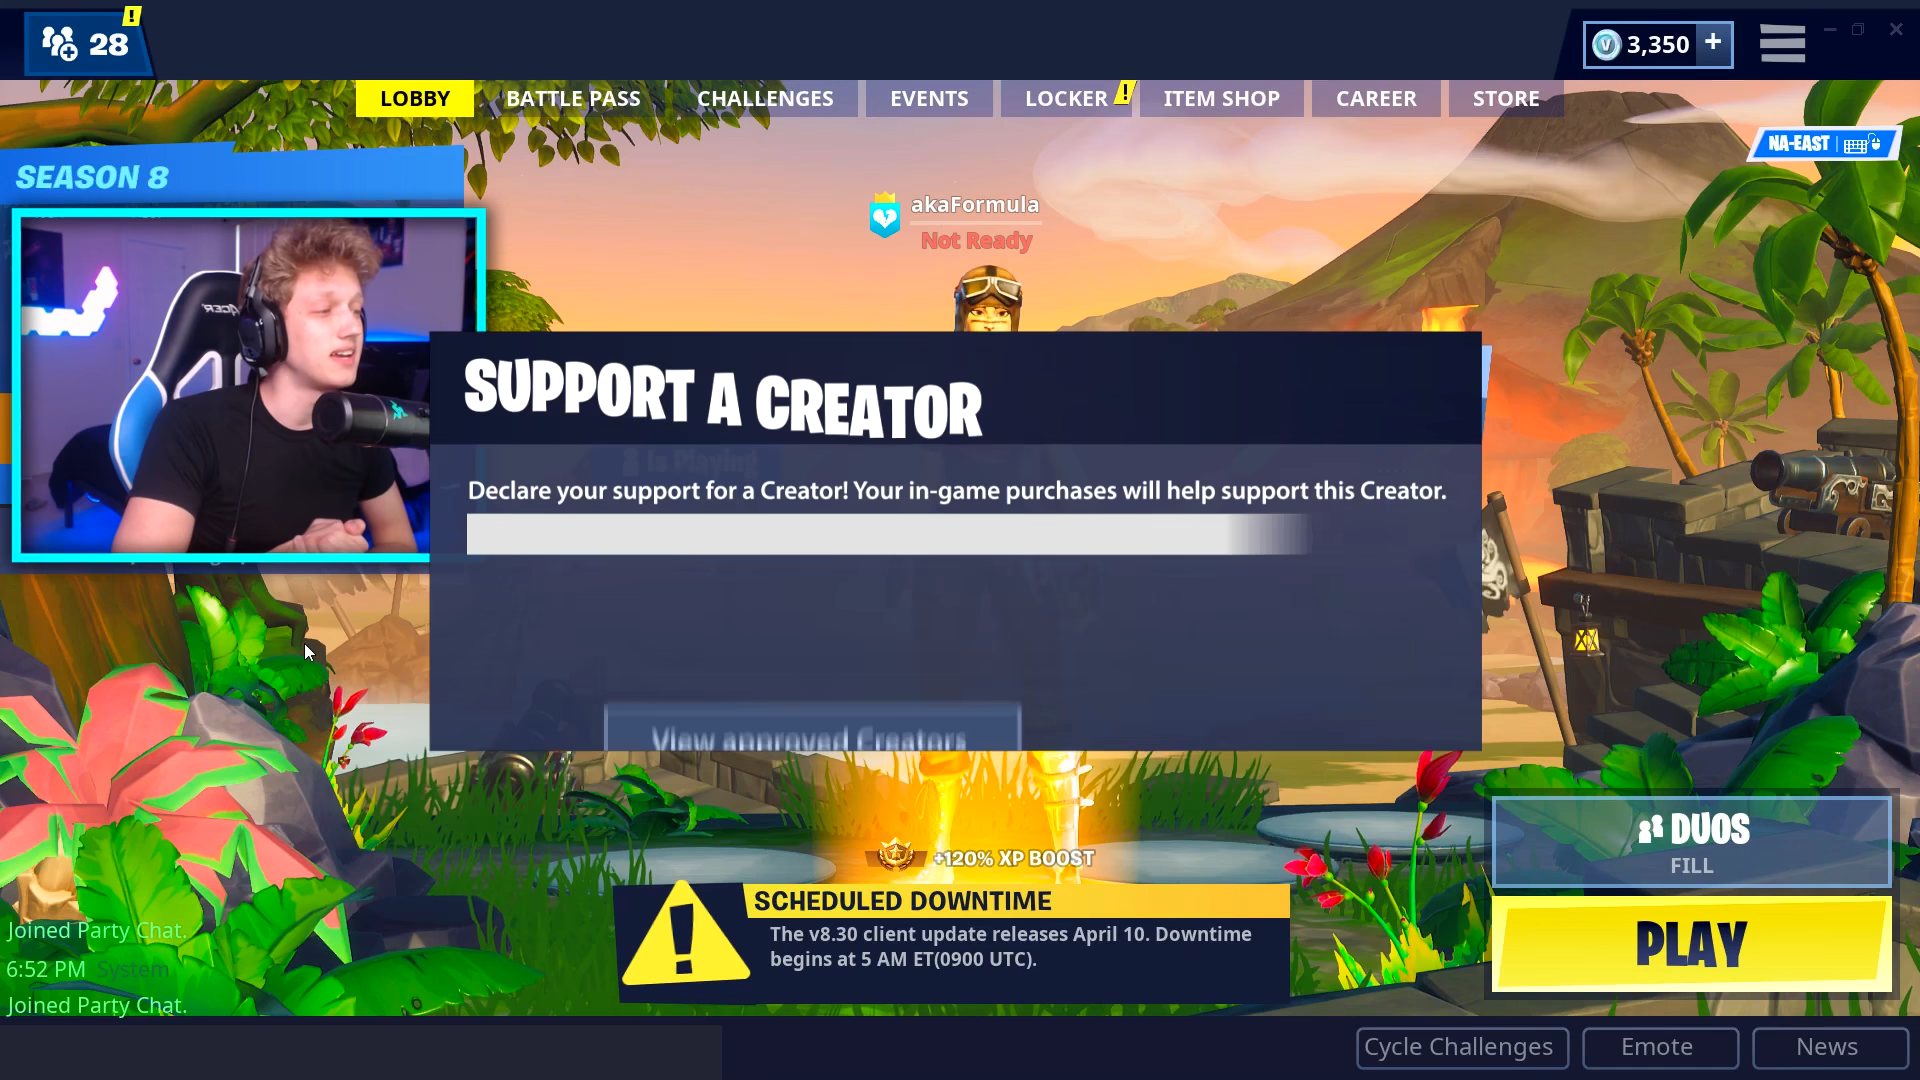 28
3,350 +
LOBBY BATTLE PASS CHALLENGES EVENTS LOCKER ! ITEM SHOP CAREER STORE
NA-EAST
SEASON 8
akaFormula
Not Ready
ACER
SUPPORT A CREATOR
Is Playing
Declare your support for a Creator! Your in-game purchases will help support this Creator.
View approved Creators
+120% XP BOOST
SCHEDULED DOWNTIME
The v8.30 client update releases April 10. Downtime
begins at 5 AM ET(0900 UTC).
DUOS
FILL
PLAY
Joined Party Chat.
6:52 PM System
Joined Party Chat.
Cycle Challenges Emote News